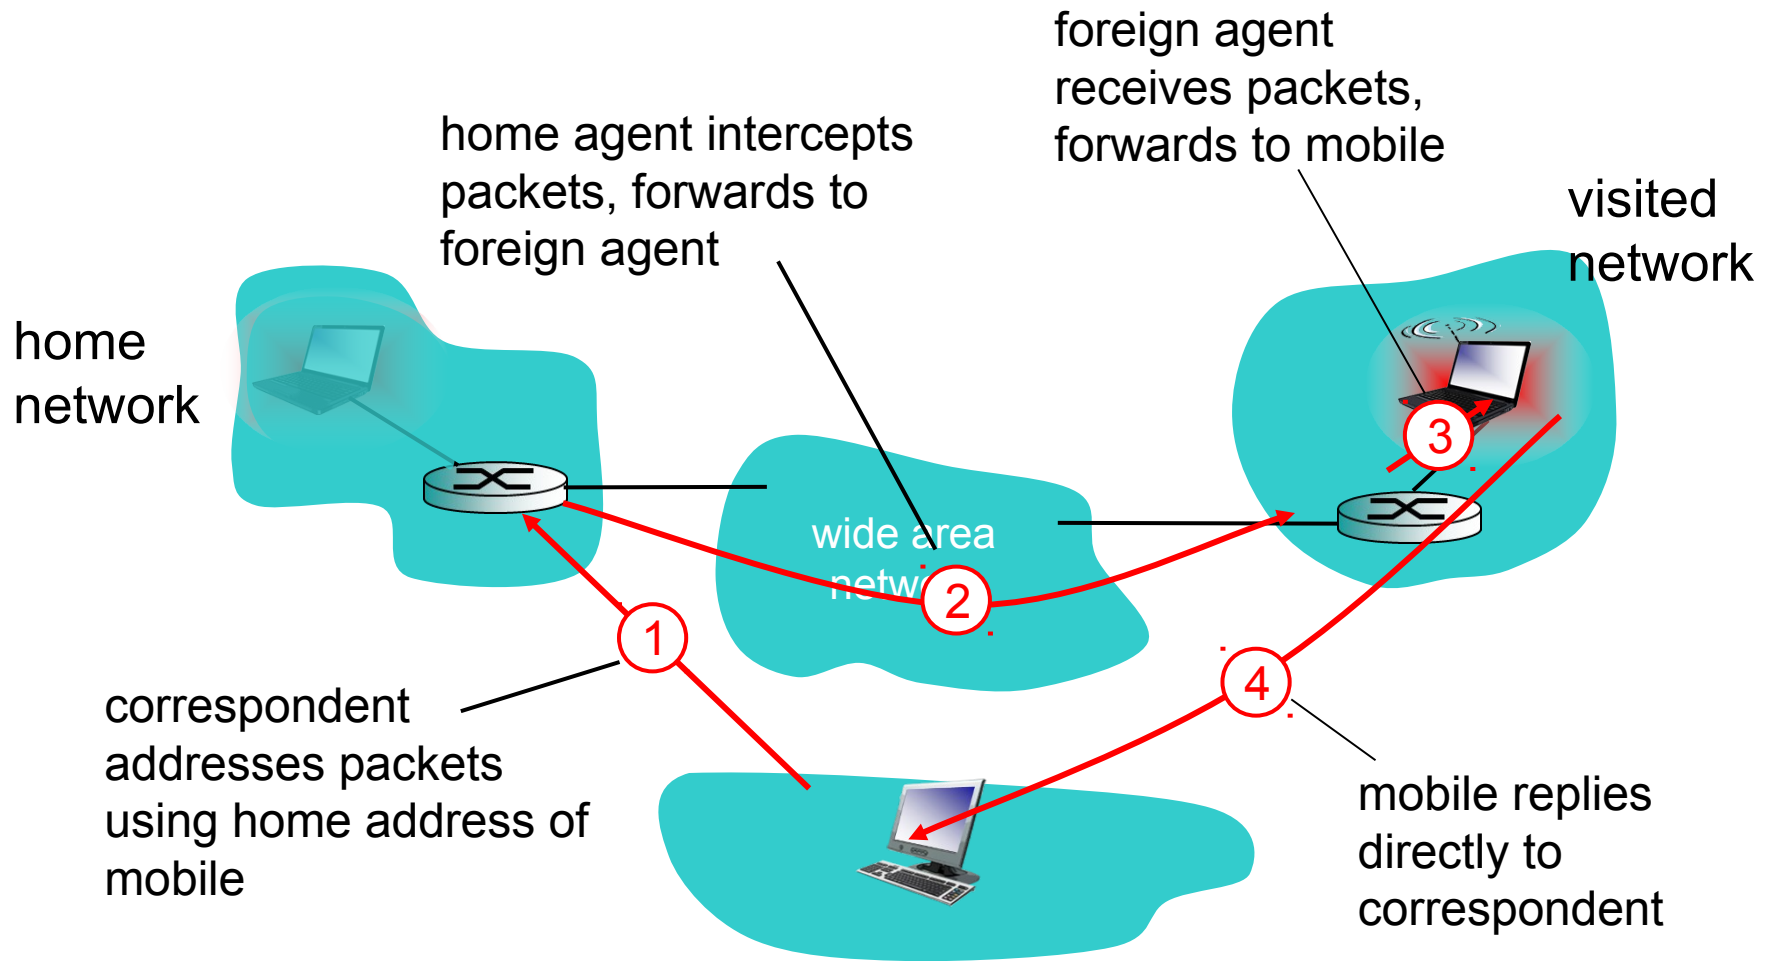 foreign agent
receives packets,
forwards to mobile
home agent intercepts
packets, forwards to
foreign agent
visited
network
home
network
3
wide area
netwo
2
1
4
correspondent
addresses packets
using home address of
mobile
mobile replies
directly to
correspondent